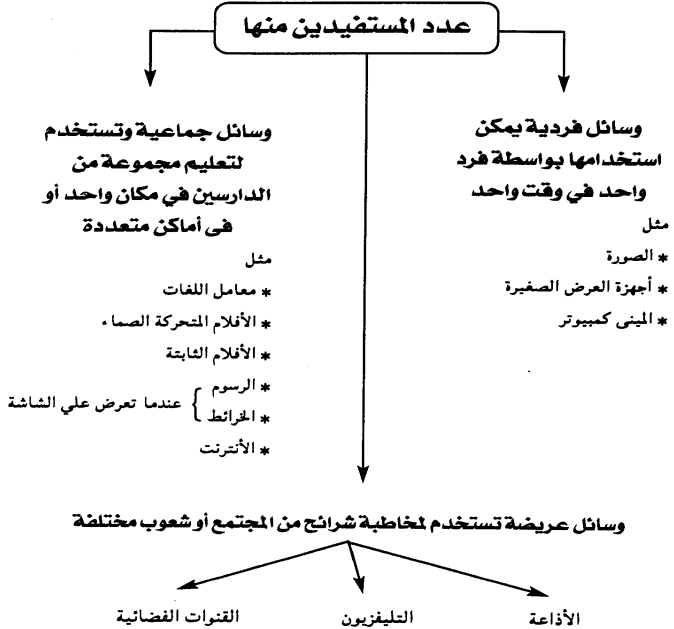 عدد المستفيدين منها
وسائل فردية يمكن
استخدامها بواسطة فرد
واحد في وقت واحد
مثل
* الصورة
* أجهزة العرض الصغيرة
* المينى كمبيوتر
وسائل جماعية وتستخدم
لتعليم مجموعة من
الدارسين في مكان واحد أو
فى أماكن متعددة
مثل
* معامل اللغات
* الأفلام المتحركة الصماء
* الأفلام الثابتة
* الرسوم
* الخرائط
} عندما تعرض علي الشاشة
* الأنترنت
وسائل عريضة تستخدم لمخاطبة شرائح من المجتمع أو شعوب مختلفة
الأذاعة
التليفزيون
القنوات الفضائية